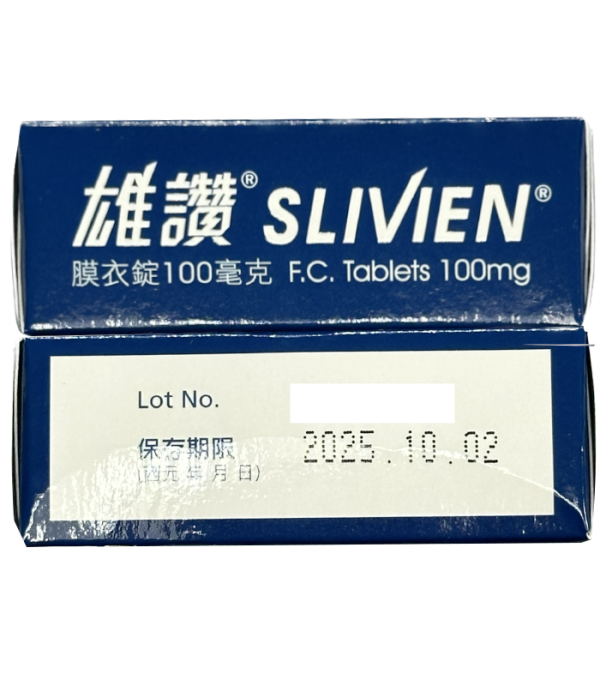 雄讚® SLIVIEN®
膜衣錠100毫克 F.C. Tablets 100mg
Lot No.
保存期限 2025.10.02
(西元 年 月 日)